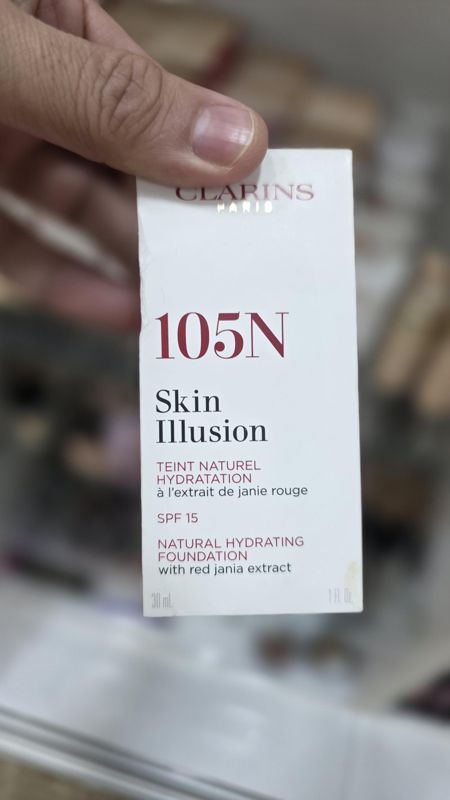 CLARINS
PARIS
105N
Skin
Illusion
TEINT NATUREL
HYDRATATION
à l'extrait de janie rouge
SPF 15
NATURAL HYDRATING
FOUNDATION
with red jania extract
30 mL
1 Fl. Oz.